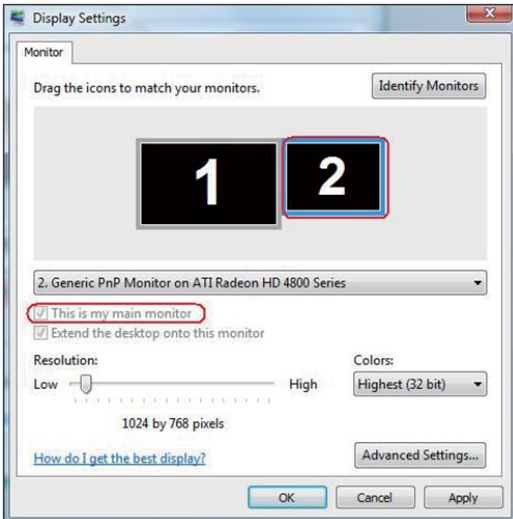 Display Settings
Monitor
Drag the icons to match your monitors.
Identify Monitors
1
2
2. Generic PnP Monitor on ATI Radeon HD 4800 Series
This is my main monitor
Extend the desktop onto this monitor
Resolution:
Colors:
Low
High
Highest (32 bit)
1024 by 768 pixels
How do I get the best display?
Advanced Settings...
OK
Cancel
Apply